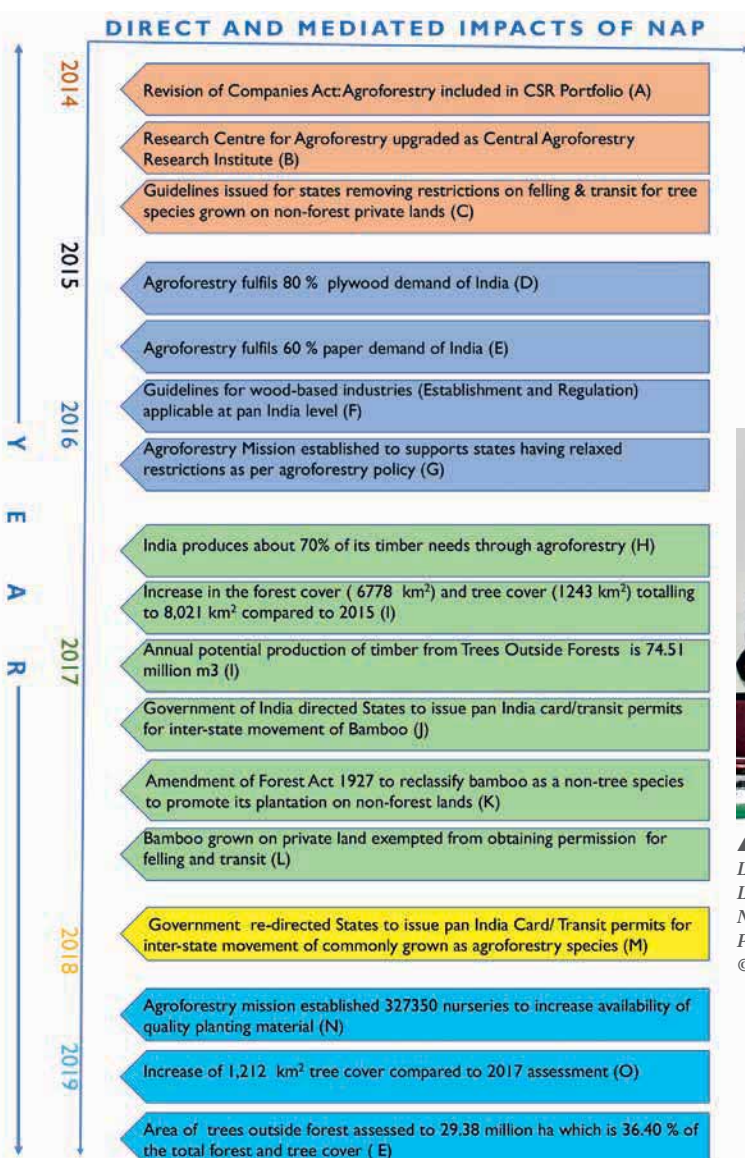 DIRECT AND MEDIATED IMPACTS OF NAP
YEAR
2014
Revision of Companies Act: Agroforestry included in CSR Portfolio (A)
Research Centre for Agroforestry upgraded as Central Agroforestry
Research Institute (B)
Guidelines issued for states removing restrictions on felling & transit for tree
species grown on non-forest private lands (C)
2015
Agroforestry fulfils 80 % plywood demand of India (D)
Agroforestry fulfils 60 % paper demand of India (E)
2016
Guidelines for wood-based industries (Establishment and Regulation)
applicable at pan India level (F)
Agroforestry Mission established to supports states having relaxed
restrictions as per agroforestry policy (G)
2017
India produces about 70% of its timber needs through agroforestry (H)
Increase in the forest cover ( 6778 km²) and tree cover (1243 km²) totalling
to 8,021 km² compared to 2015 (I)
Annual potential production of timber from Trees Outside Forests is 74.51
million m3 (I)
Government of India directed States to issue pan India card/transit permits
for inter-state movement of Bamboo (J)
Amendment of Forest Act 1927 to reclassify bamboo as a non-tree species
to promote its plantation on non-forest lands (K)
Bamboo grown on private land exempted from obtaining permission for
felling and transit (L)
2018
Government re-directed States to issue pan India Card/ Transit permits for
inter-state movement of commonly grown as agroforestry species (M)
2019
Agroforestry mission established 327350 nurseries to increase availability of
quality planting material (N)
Increase of 1,212 km² tree cover compared to 2017 assessment (O)
Area of trees outside forest assessed to 29.38 million ha which is 36.40 % of
the total forest and tree cover ( E)